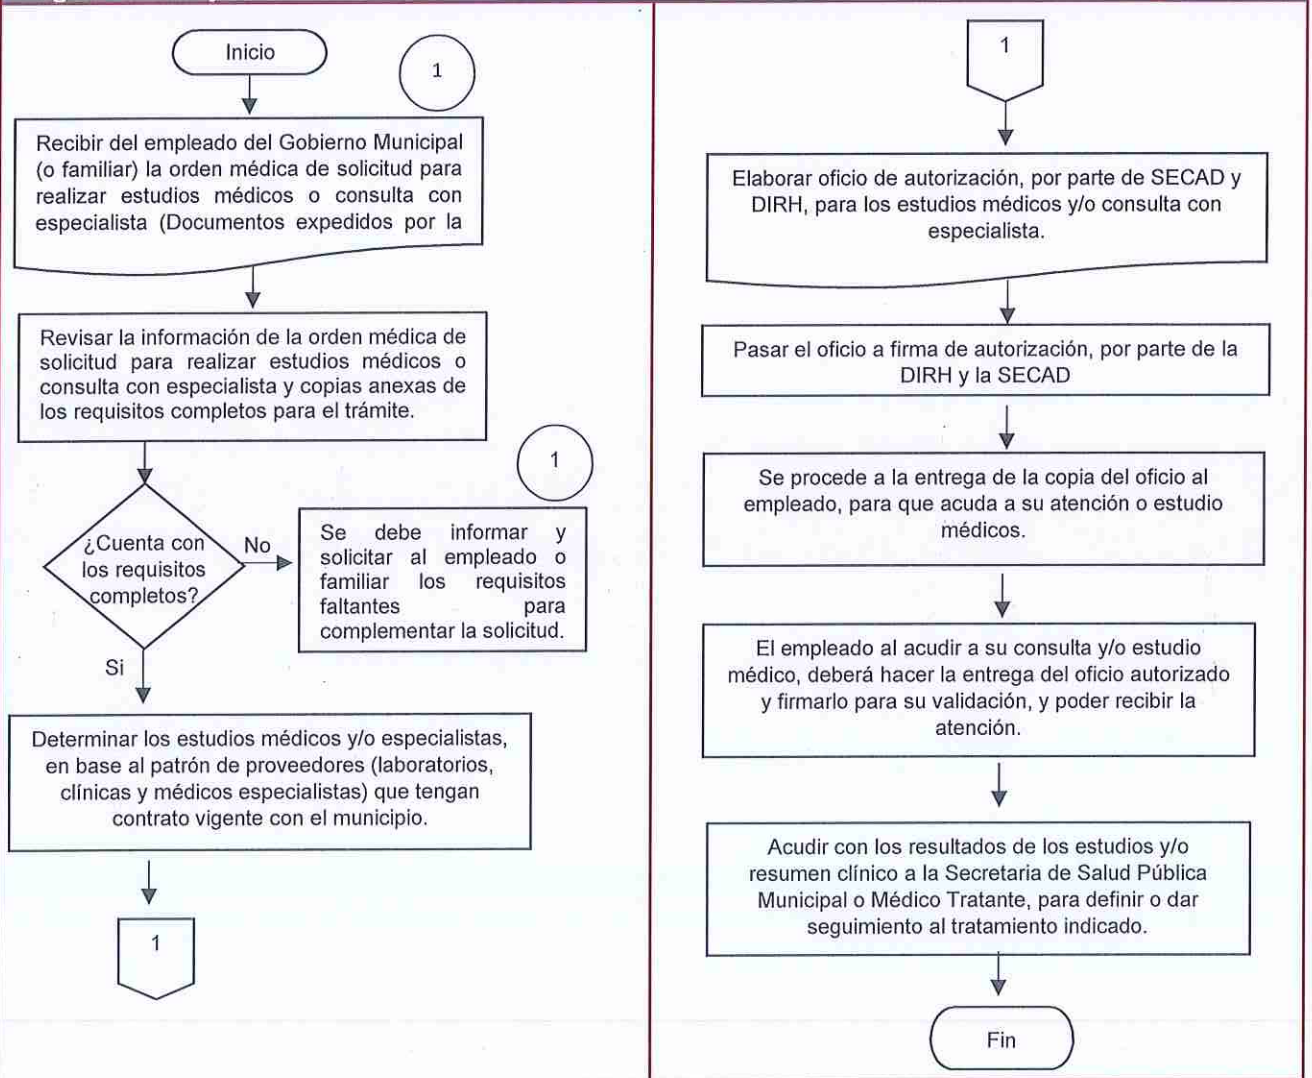 Inicio
1
Recibir del empleado del Gobierno Municipal
(o familiar) la orden médica de solicitud para
realizar estudios médicos o consulta con
especialista (Documentos expedidos por la
Revisar la información de la orden médica de
solicitud para realizar estudios médicos o
consulta con especialista y copias anexas de
los requisitos completos para el trámite.
1
¿Cuenta con
los requisitos
completos?
No
Se debe informar y
solicitar al empleado o
familiar los requisitos
faltantes para
complementar la solicitud.
Si
Determinar los estudios médicos y/o especialistas,
en base al patrón de proveedores (laboratorios,
clínicas y médicos especialistas) que tengan
contrato vigente con el municipio.
1
1
Elaborar oficio de autorización, por parte de SECAD y
DIRH, para los estudios médicos y/o consulta con
especialista.
Pasar el oficio a firma de autorización, por parte de la
DIRH y la SECAD
Se procede a la entrega de la copia del oficio al
empleado, para que acuda a su atención o estudio
médicos.
El empleado al acudir a su consulta y/o estudio
médico, deberá hacer la entrega del oficio autorizado
y firmarlo para su validación, y poder recibir la
atención.
Acudir con los resultados de los estudios y/o
resumen clínico a la Secretaria de Salud Pública
Municipal o Médico Tratante, para definir o dar
seguimiento al tratamiento indicado.
Fin